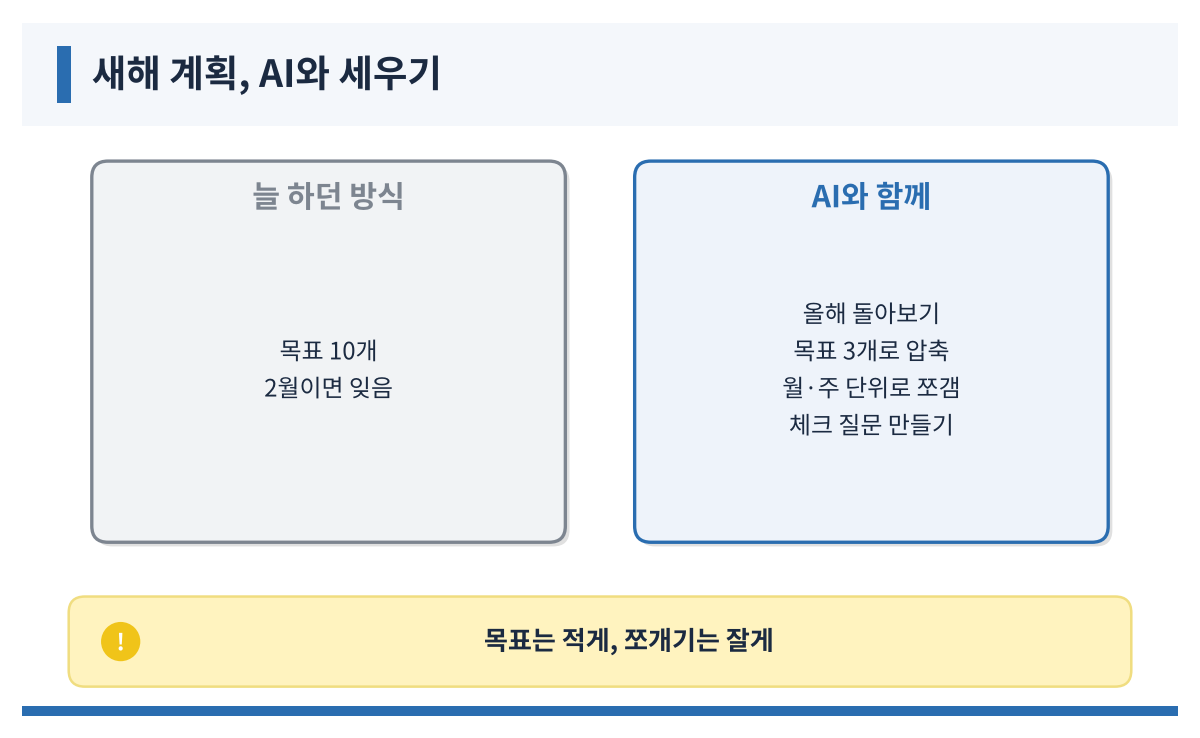 새해 계획, AI와 세우기
늘 하던 방식
목표 10개
2월이면 잊음
AI와 함께
올해 돌아보기
목표 3개로 압축
월·주 단위로 쪼갬
체크 질문 만들기
!
목표는 적게, 쪼개기는 잘게